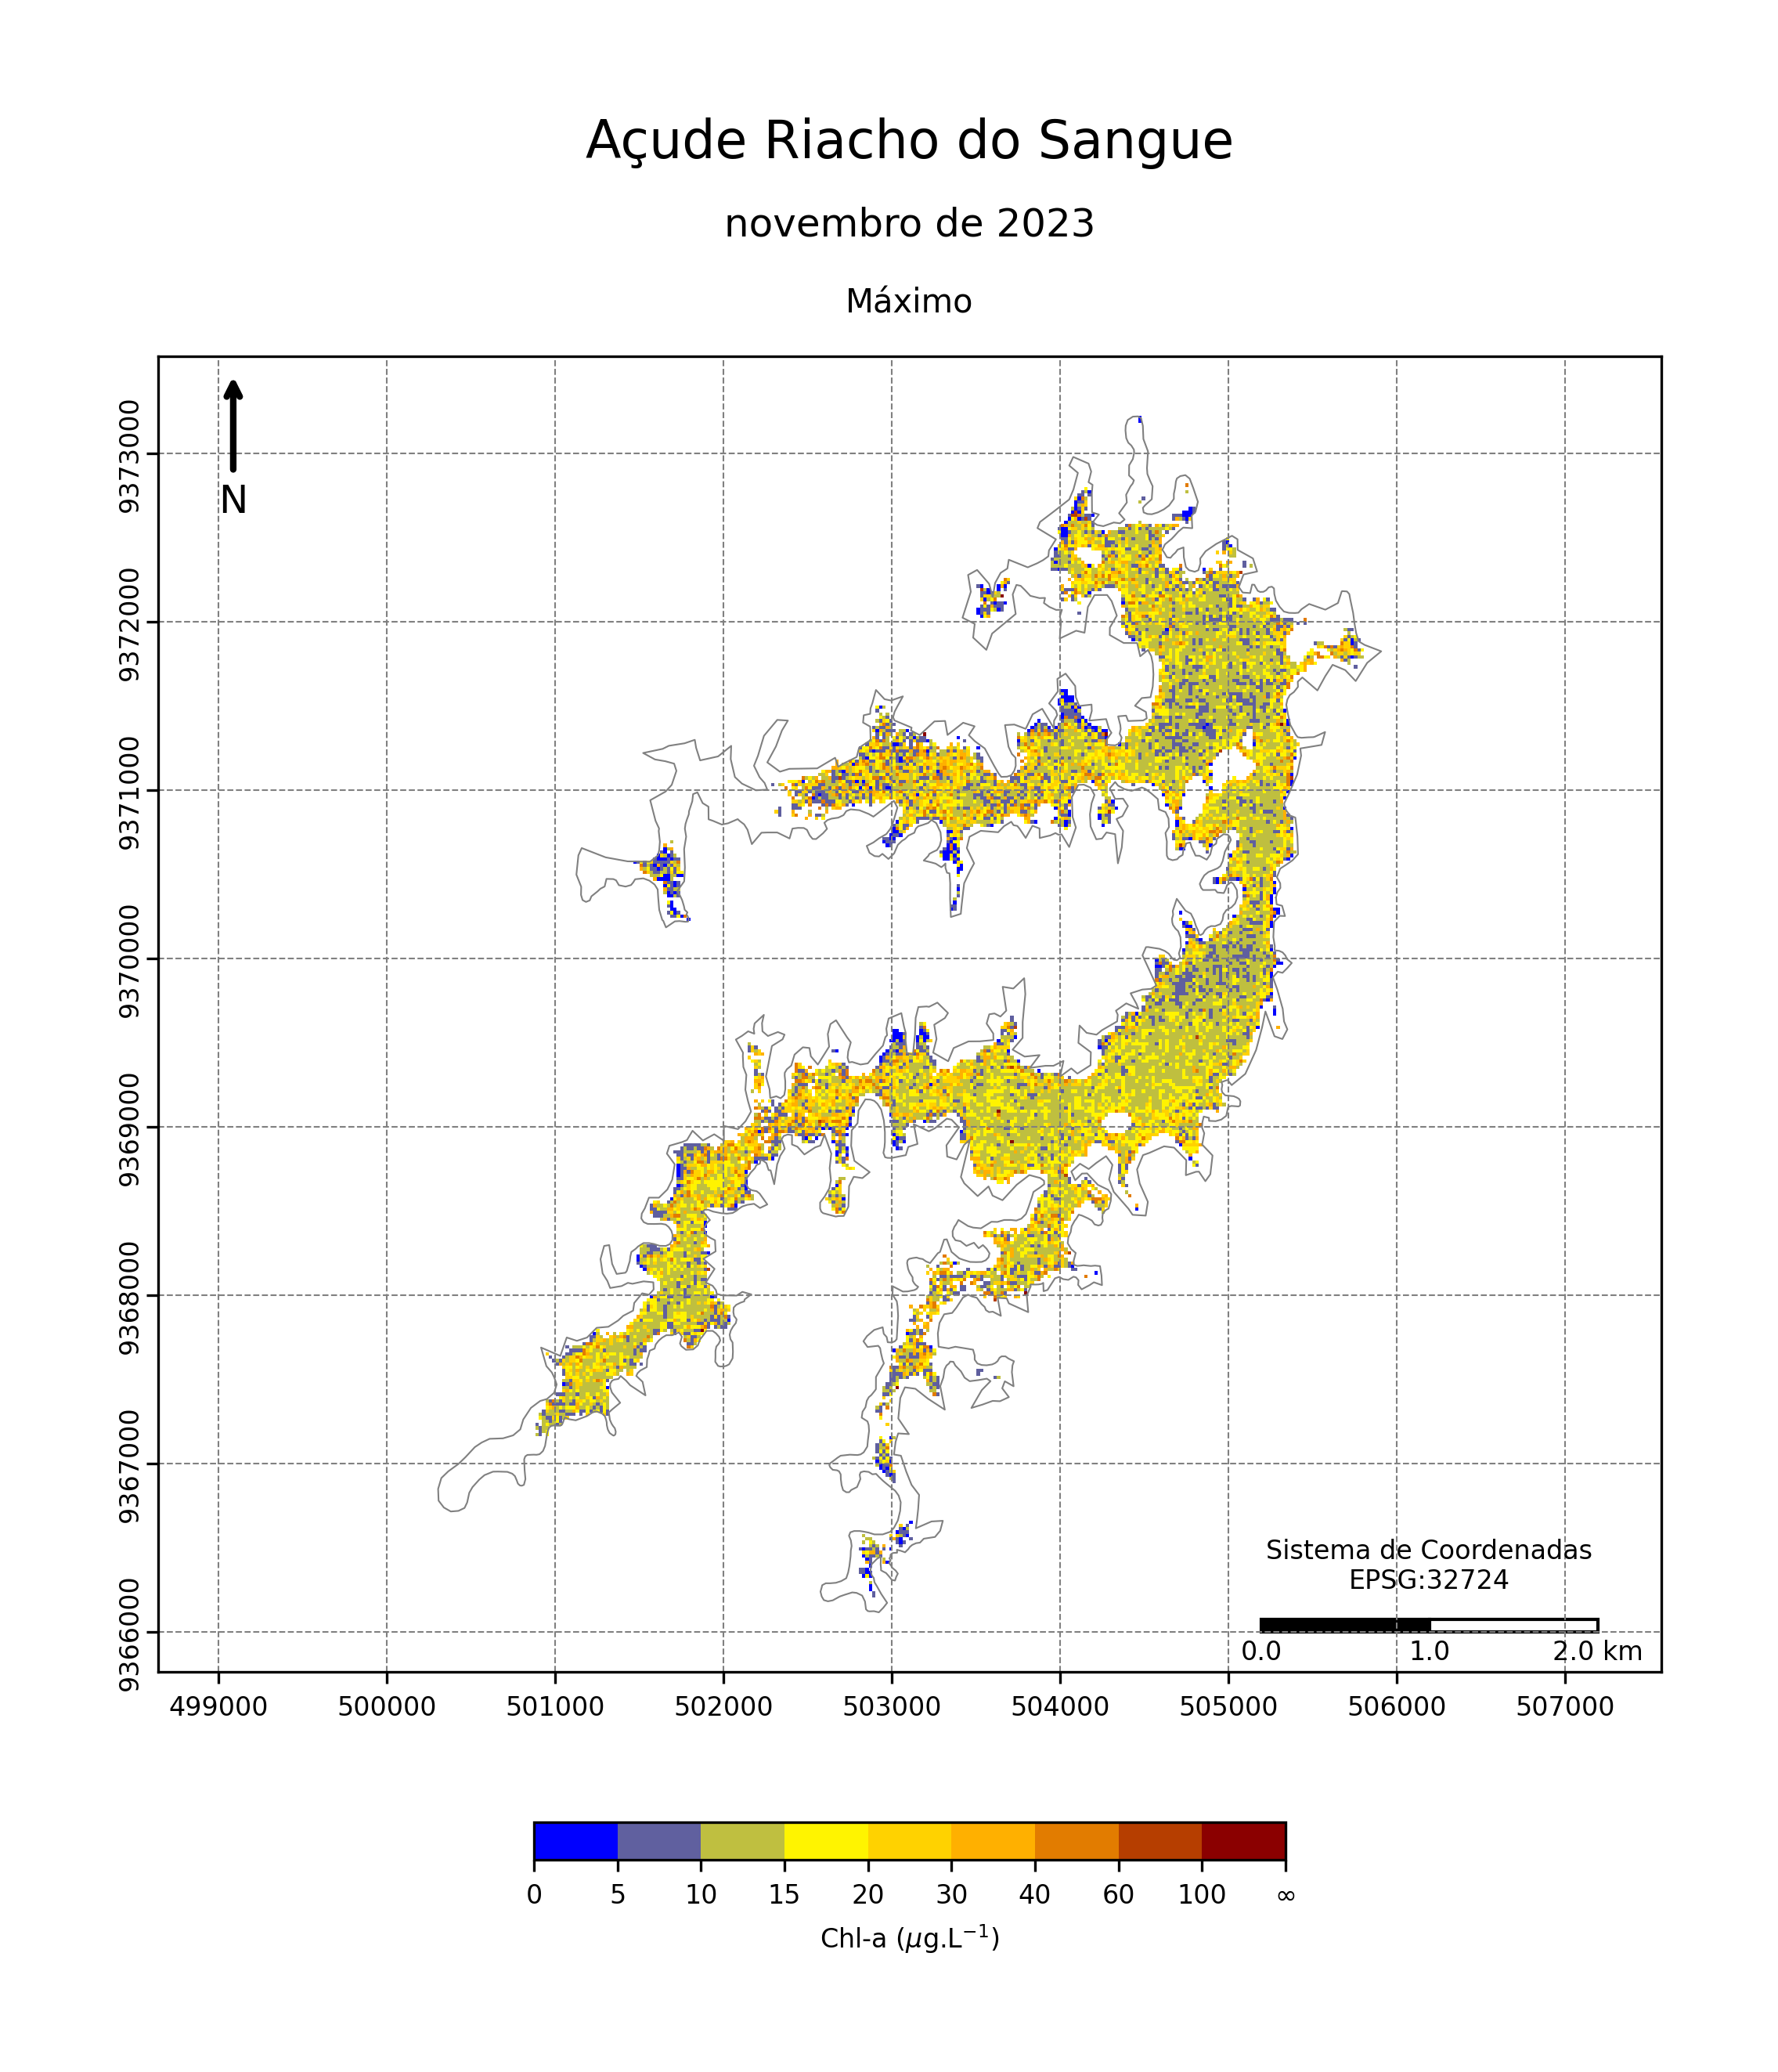 Açude Riacho do Sangue
novembro de 2023
Máximo
N
9373000
9372000
9371000
9370000
9369000
9368000
9367000
9366000
Sistema de Coordenadas
EPSG:32724
0.0 1.0 2.0 km
499000 500000 501000 502000 503000 504000 505000 506000 507000
0 5 10 15 20 30 40 60 100 ∞
Chl-a (μg.L⁻¹)